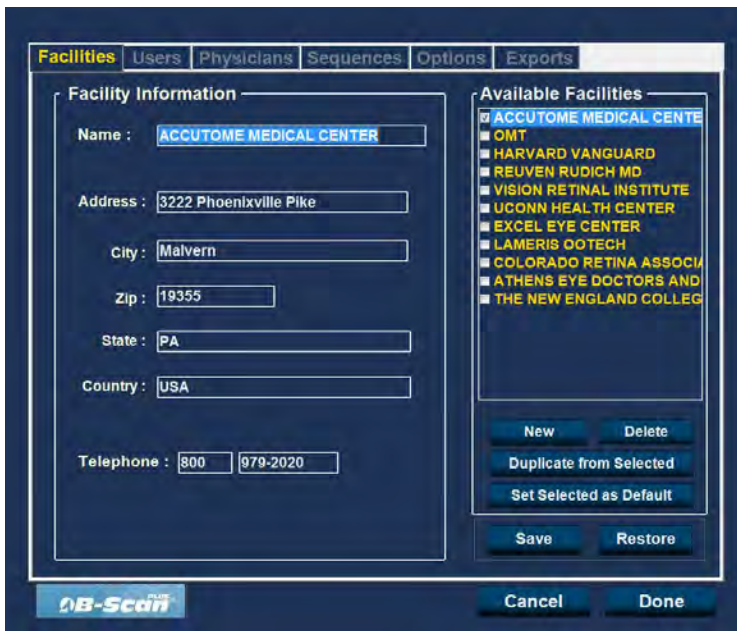 Facilities Users Physicians Sequences Options Exports
Facility Information
Name : ACCUTOME MEDICAL CENTER
Address : 3222 Phoenixville Pike
City : Malvern
Zip : 19355
State : PA
Country : USA
Telephone : 800 979-2020
Available Facilities
ACCUTOME MEDICAL CENTE
OMT
HARVARD VANGUARD
REUVEN RUDICH MD
VISION RETINAL INSTITUTE
UCONN HEALTH CENTER
EXCEL EYE CENTER
LAMERIS OOTECH
COLORADO RETINA ASSOCIA
ATHENS EYE DOCTORS AND
THE NEW ENGLAND COLLEG
New Delete
Duplicate from Selected
Set Selected as Default
Save Restore
B-Scan PLUS
Cancel Done